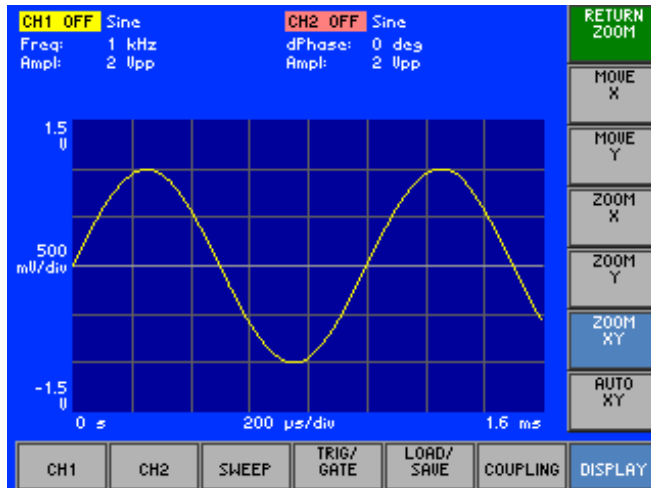 CH1 OFF Sine
Freq: 1 kHz
Ampl: 2 Vpp
CH2 OFF Sine
dPhase: 0 deg
Ampl: 2 Vpp
RETURN
ZOOM
MOVE
X
MOVE
Y
ZOOM
X
ZOOM
Y
ZOOM
XY
AUTO
XY
1.5
V
500
mV/div
-1.5
V
0 s
200 µs/div
1.6 ms
CH1
CH2
SWEEP
TRIG/
GATE
LOAD/
SAVE
COUPLING
DISPLAY